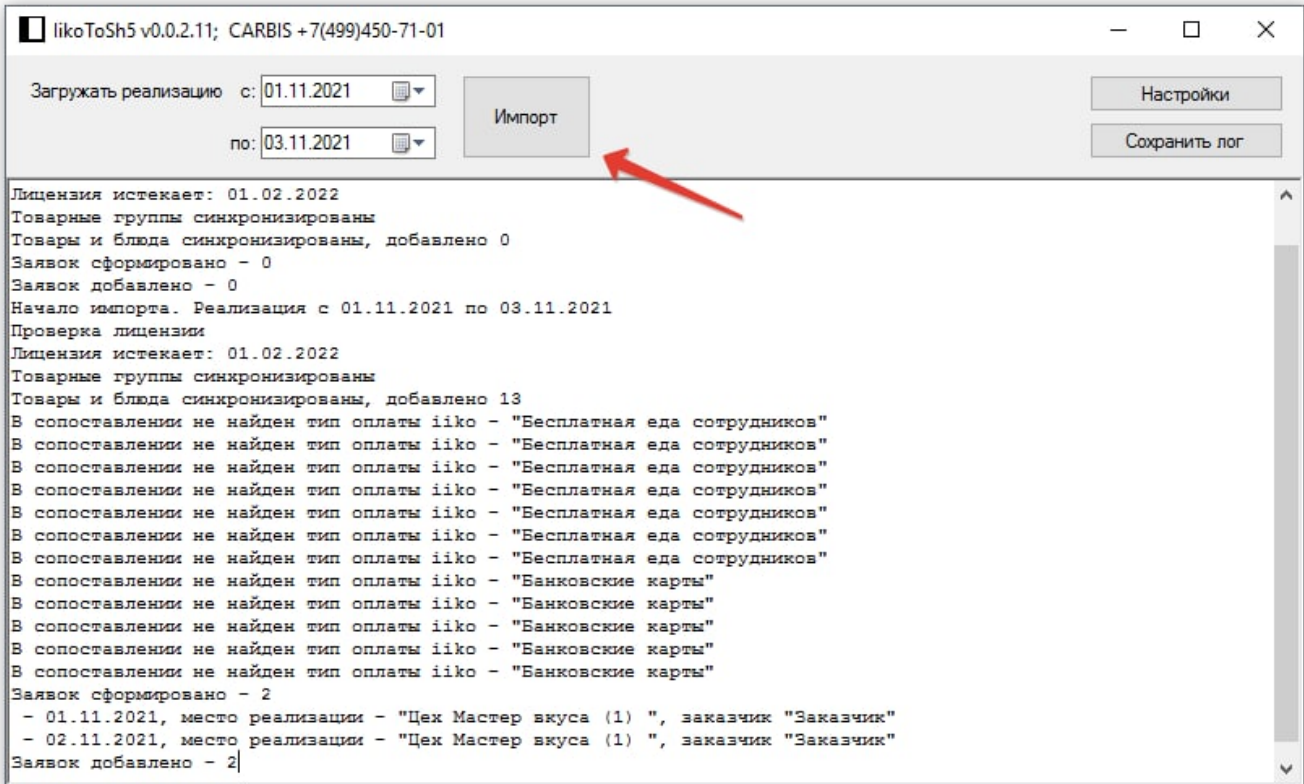 IikoToSh5 v0.0.2.11; CARBIS +7(499)450-71-01
Загружать реализацию с: 01.11.2021
по: 03.11.2021
Импорт
Настройки
Сохранить лог
Лицензия истекает: 01.02.2022
Товарные группы синхронизированы
Товары и блюда синхронизированы, добавлено 0
Заявок сформировано - 0
Заявок добавлено - 0
Начало импорта. Реализация с 01.11.2021 по 03.11.2021
Проверка лицензии
Лицензия истекает: 01.02.2022
Товарные группы синхронизированы
Товары и блюда синхронизированы, добавлено 13
В сопоставлении не найден тип оплаты iiko - "Бесплатная еда сотрудников"
В сопоставлении не найден тип оплаты iiko - "Бесплатная еда сотрудников"
В сопоставлении не найден тип оплаты iiko - "Бесплатная еда сотрудников"
В сопоставлении не найден тип оплаты iiko - "Бесплатная еда сотрудников"
В сопоставлении не найден тип оплаты iiko - "Бесплатная еда сотрудников"
В сопоставлении не найден тип оплаты iiko - "Бесплатная еда сотрудников"
В сопоставлении не найден тип оплаты iiko - "Бесплатная еда сотрудников"
В сопоставлении не найден тип оплаты iiko - "Банковские карты"
В сопоставлении не найден тип оплаты iiko - "Банковские карты"
В сопоставлении не найден тип оплаты iiko - "Банковские карты"
В сопоставлении не найден тип оплаты iiko - "Банковские карты"
В сопоставлении не найден тип оплаты iiko - "Банковские карты"
Заявок сформировано - 2
- 01.11.2021, место реализации - "Цех Мастер вкуса (1) ", заказчик "Заказчик"
- 02.11.2021, место реализации - "Цех Мастер вкуса (1) ", заказчик "Заказчик"
Заявок добавлено - 2